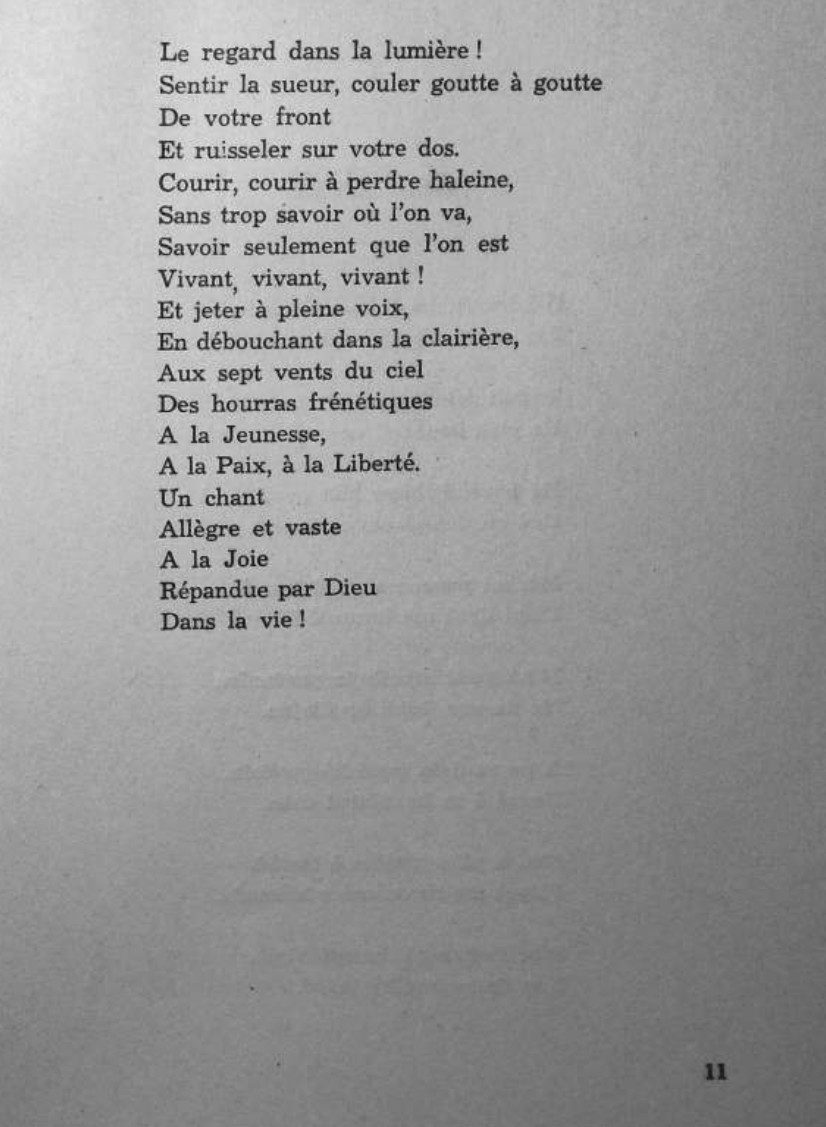 Le regard dans la lumière !
Sentir la sueur, couler goutte à goutte
De votre front
Et ruisseler sur votre dos.
Courir, courir à perdre haleine,
Sans trop savoir où l'on va,
Savoir seulement que l'on est
Vivant, vivant, vivant !
Et jeter à pleine voix,
En débouchant dans la clairière,
Aux sept vents du ciel
Des hourras frénétiques
A la Jeunesse,
A la Paix, à la Liberté.
Un chant
Allègre et vaste
A la Joie
Répandue par Dieu
Dans la vie !
11